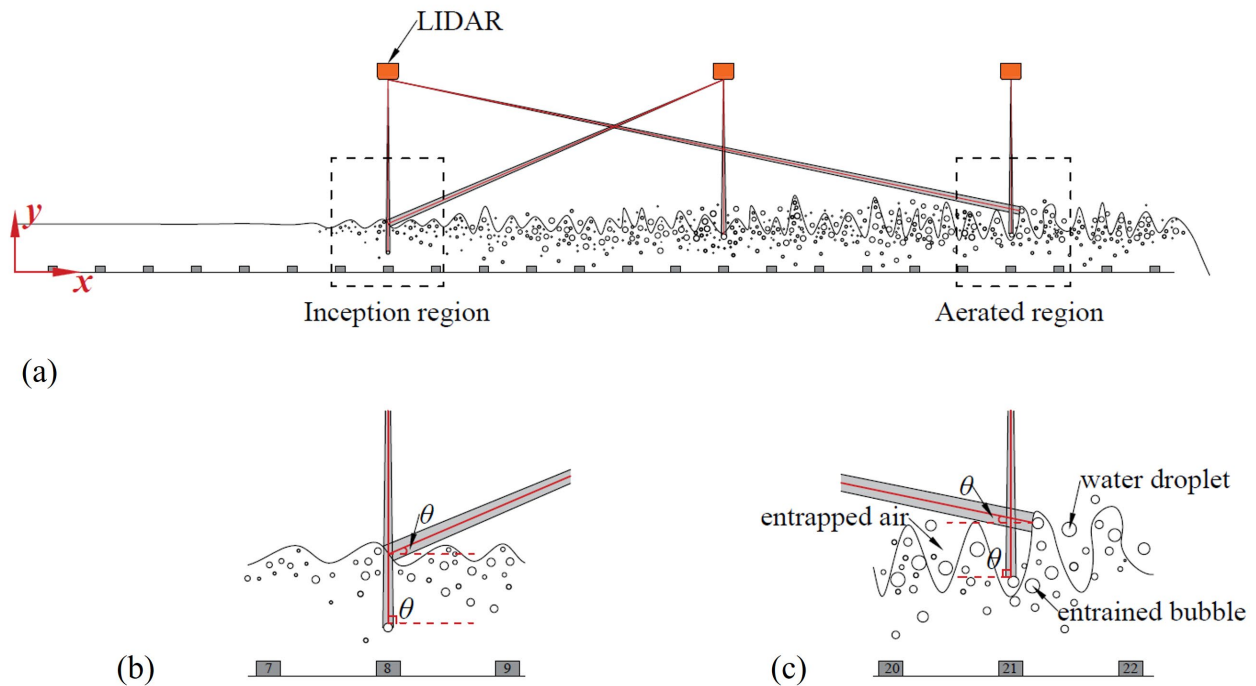 LIDAR
y
x
Inception region
Aerated region
(a)
θ
θ
7
8
9
(b)
θ
entrapped air
water droplet
θ
entrained bubble
20
21
22
(c)